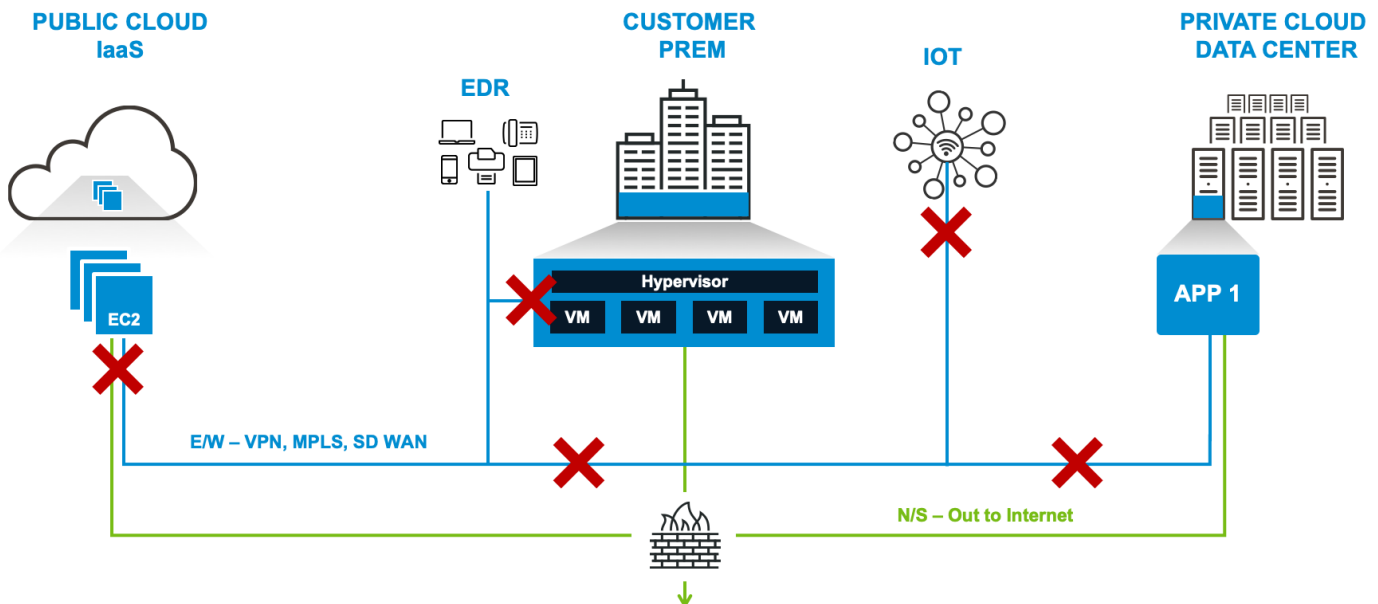 PUBLIC CLOUD
IaaS
CUSTOMER
PREM
PRIVATE CLOUD
DATA CENTER
EDR
IOT
Hypervisor
VM
VM
VM
VM
EC2
APP 1
E/W – VPN, MPLS, SD WAN
N/S – Out to Internet